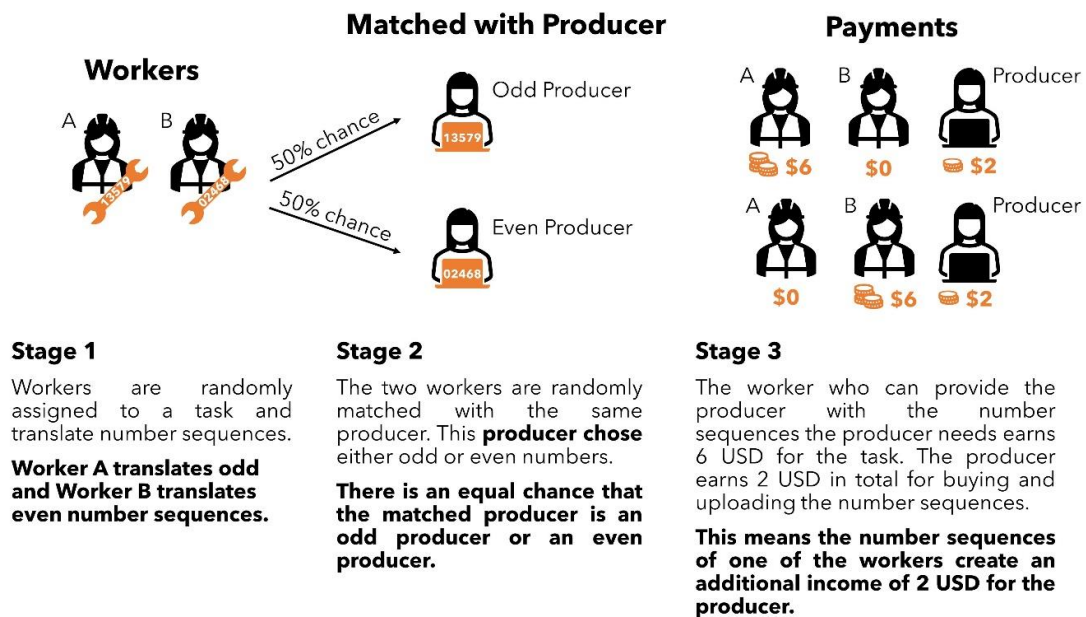 Matched with Producer
Payments
Workers
A
B
13579
02468
50% chance
50% chance
13579
Odd Producer
02468
Even Producer
A
B
Producer
$6
$0
$2
A
B
Producer
$0
$6
$2
Stage 1
Workers are randomly
assigned to a task and
translate number sequences.
Worker A translates odd
and Worker B translates
even number sequences.
Stage 2
The two workers are randomly
matched with the same
producer. This producer chose
either odd or even numbers.
There is an equal chance that
the matched producer is an
odd producer or an even
producer.
Stage 3
The worker who can provide the
producer with the number
sequences the producer needs earns
6 USD for the task. The producer
earns 2 USD in total for buying and
uploading the number sequences.
This means the number sequences
of one of the workers create an
additional income of 2 USD for the
producer.